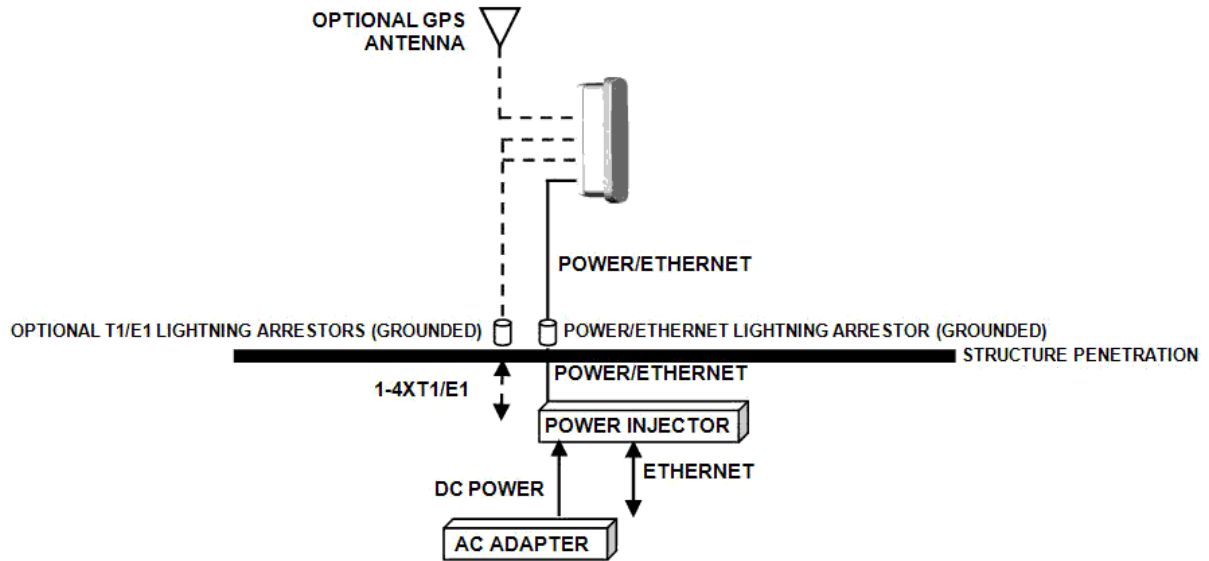 OPTIONAL GPS
ANTENNA
POWER/ETHERNET
OPTIONAL T1/E1 LIGHTNING ARRESTORS (GROUNDED)
POWER/ETHERNET LIGHTNING ARRESTOR (GROUNDED)
STRUCTURE PENETRATION
POWER/ETHERNET
1-4XT1/E1
POWER INJECTOR
ETHERNET
DC POWER
AC ADAPTER